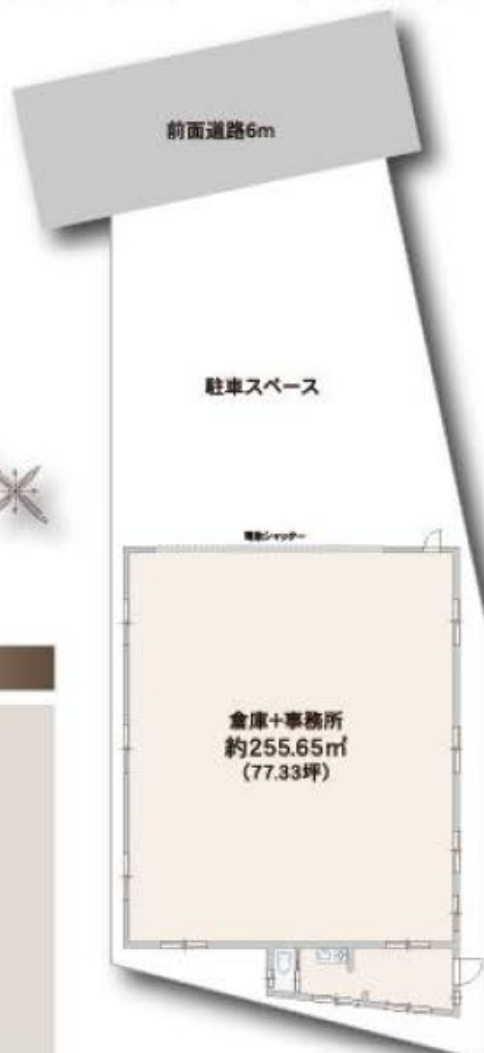 前面道路6m
駐車スペース
電動シャッター
倉庫+事務所
約255.65㎡
(77.33坪)